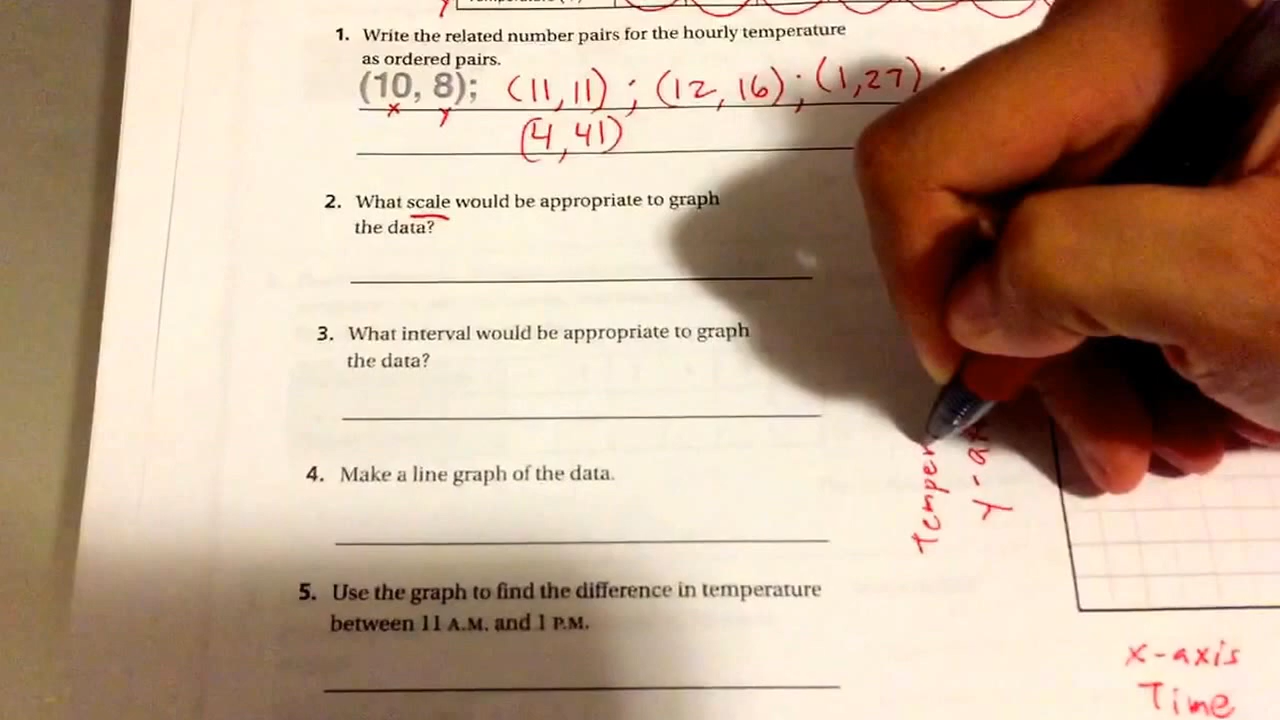 y
1. Write the related number pairs for the hourly temperature
as ordered pairs.
(10, 8); (11,11) ; (12, 16) ; (1,27)
x y
(4,41)
2. What scale would be appropriate to graph
the data?
3. What interval would be appropriate to graph
the data?
4. Make a line graph of the data.
5. Use the graph to find the difference in temperature
between 11 A.M. and 1 P.M.
Temper
y-a
x-axis
Time